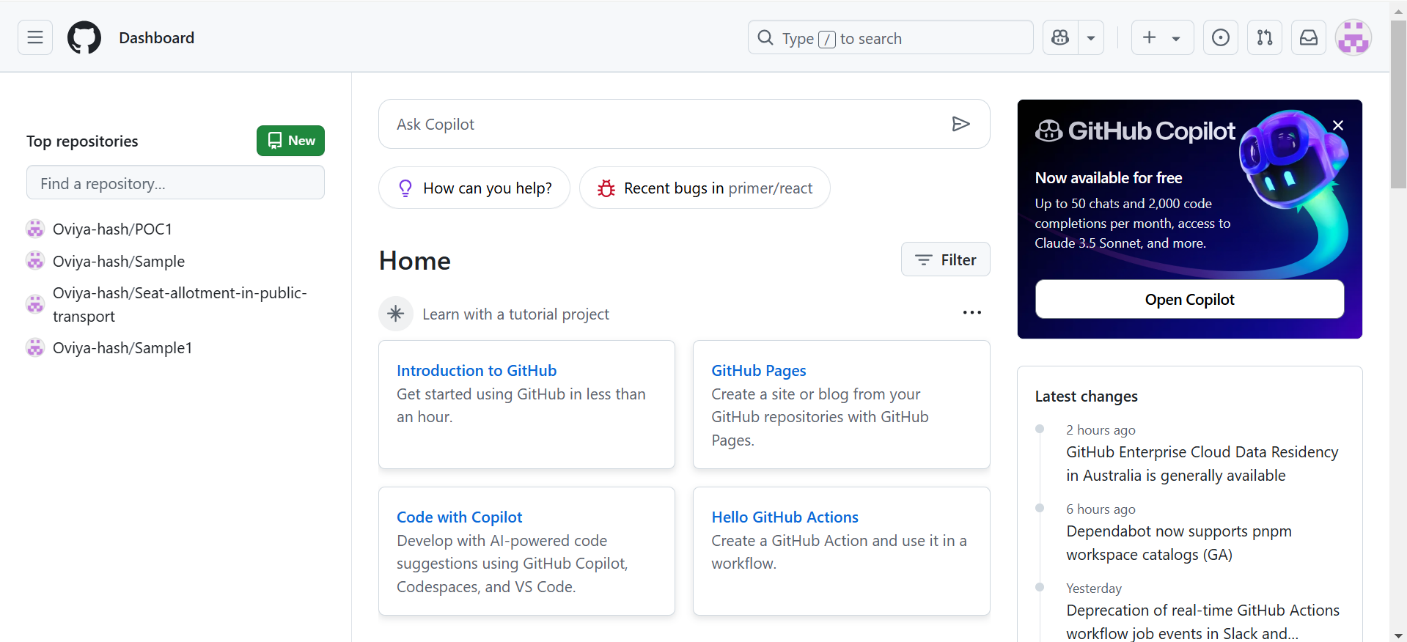 Dashboard
Type / to search
Top repositories
New
Find a repository...
Oviya-hash/POC1
Oviya-hash/Sample
Oviya-hash/Seat-allotment-in-public-
transport
Oviya-hash/Sample1
Ask Copilot
How can you help?
Recent bugs in primer/react
Home
Filter
Learn with a tutorial project
Introduction to GitHub
Get started using GitHub in less than
an hour.
GitHub Pages
Create a site or blog from your
GitHub repositories with GitHub
Pages.
Code with Copilot
Develop with AI-powered code
suggestions using GitHub Copilot,
Codespaces, and VS Code.
Hello GitHub Actions
Create a GitHub Action and use it in a
workflow.
GitHub Copilot
Now available for free
Up to 50 chats and 2,000 code
completions per month, access to
Claude 3.5 Sonnet, and more.
Open Copilot
Latest changes
2 hours ago
GitHub Enterprise Cloud Data Residency
in Australia is generally available
6 hours ago
Dependabot now supports pnpm
workspace catalogs (GA)
Yesterday
Deprecation of real-time GitHub Actions
workflow job events in Slack and...